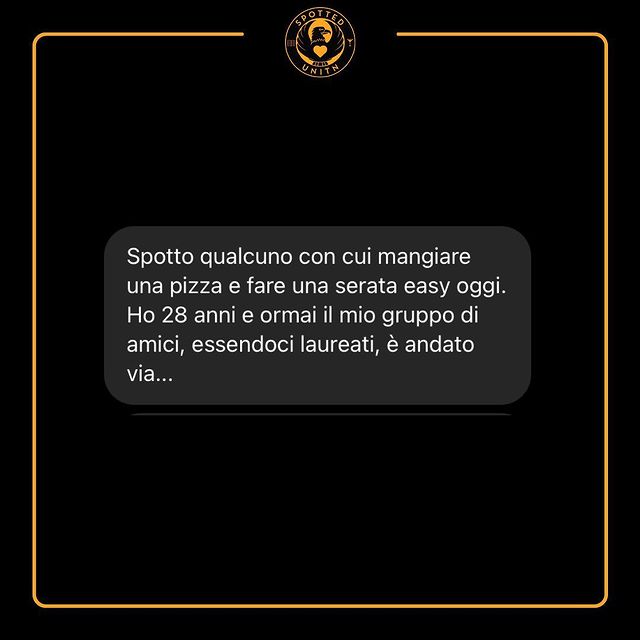 SPOTTED
UNITN
Spotto qualcuno con cui mangiare
una pizza e fare una serata easy oggi.
Ho 28 anni e ormai il mio gruppo di
amici, essendoci laureati, è andato
via...